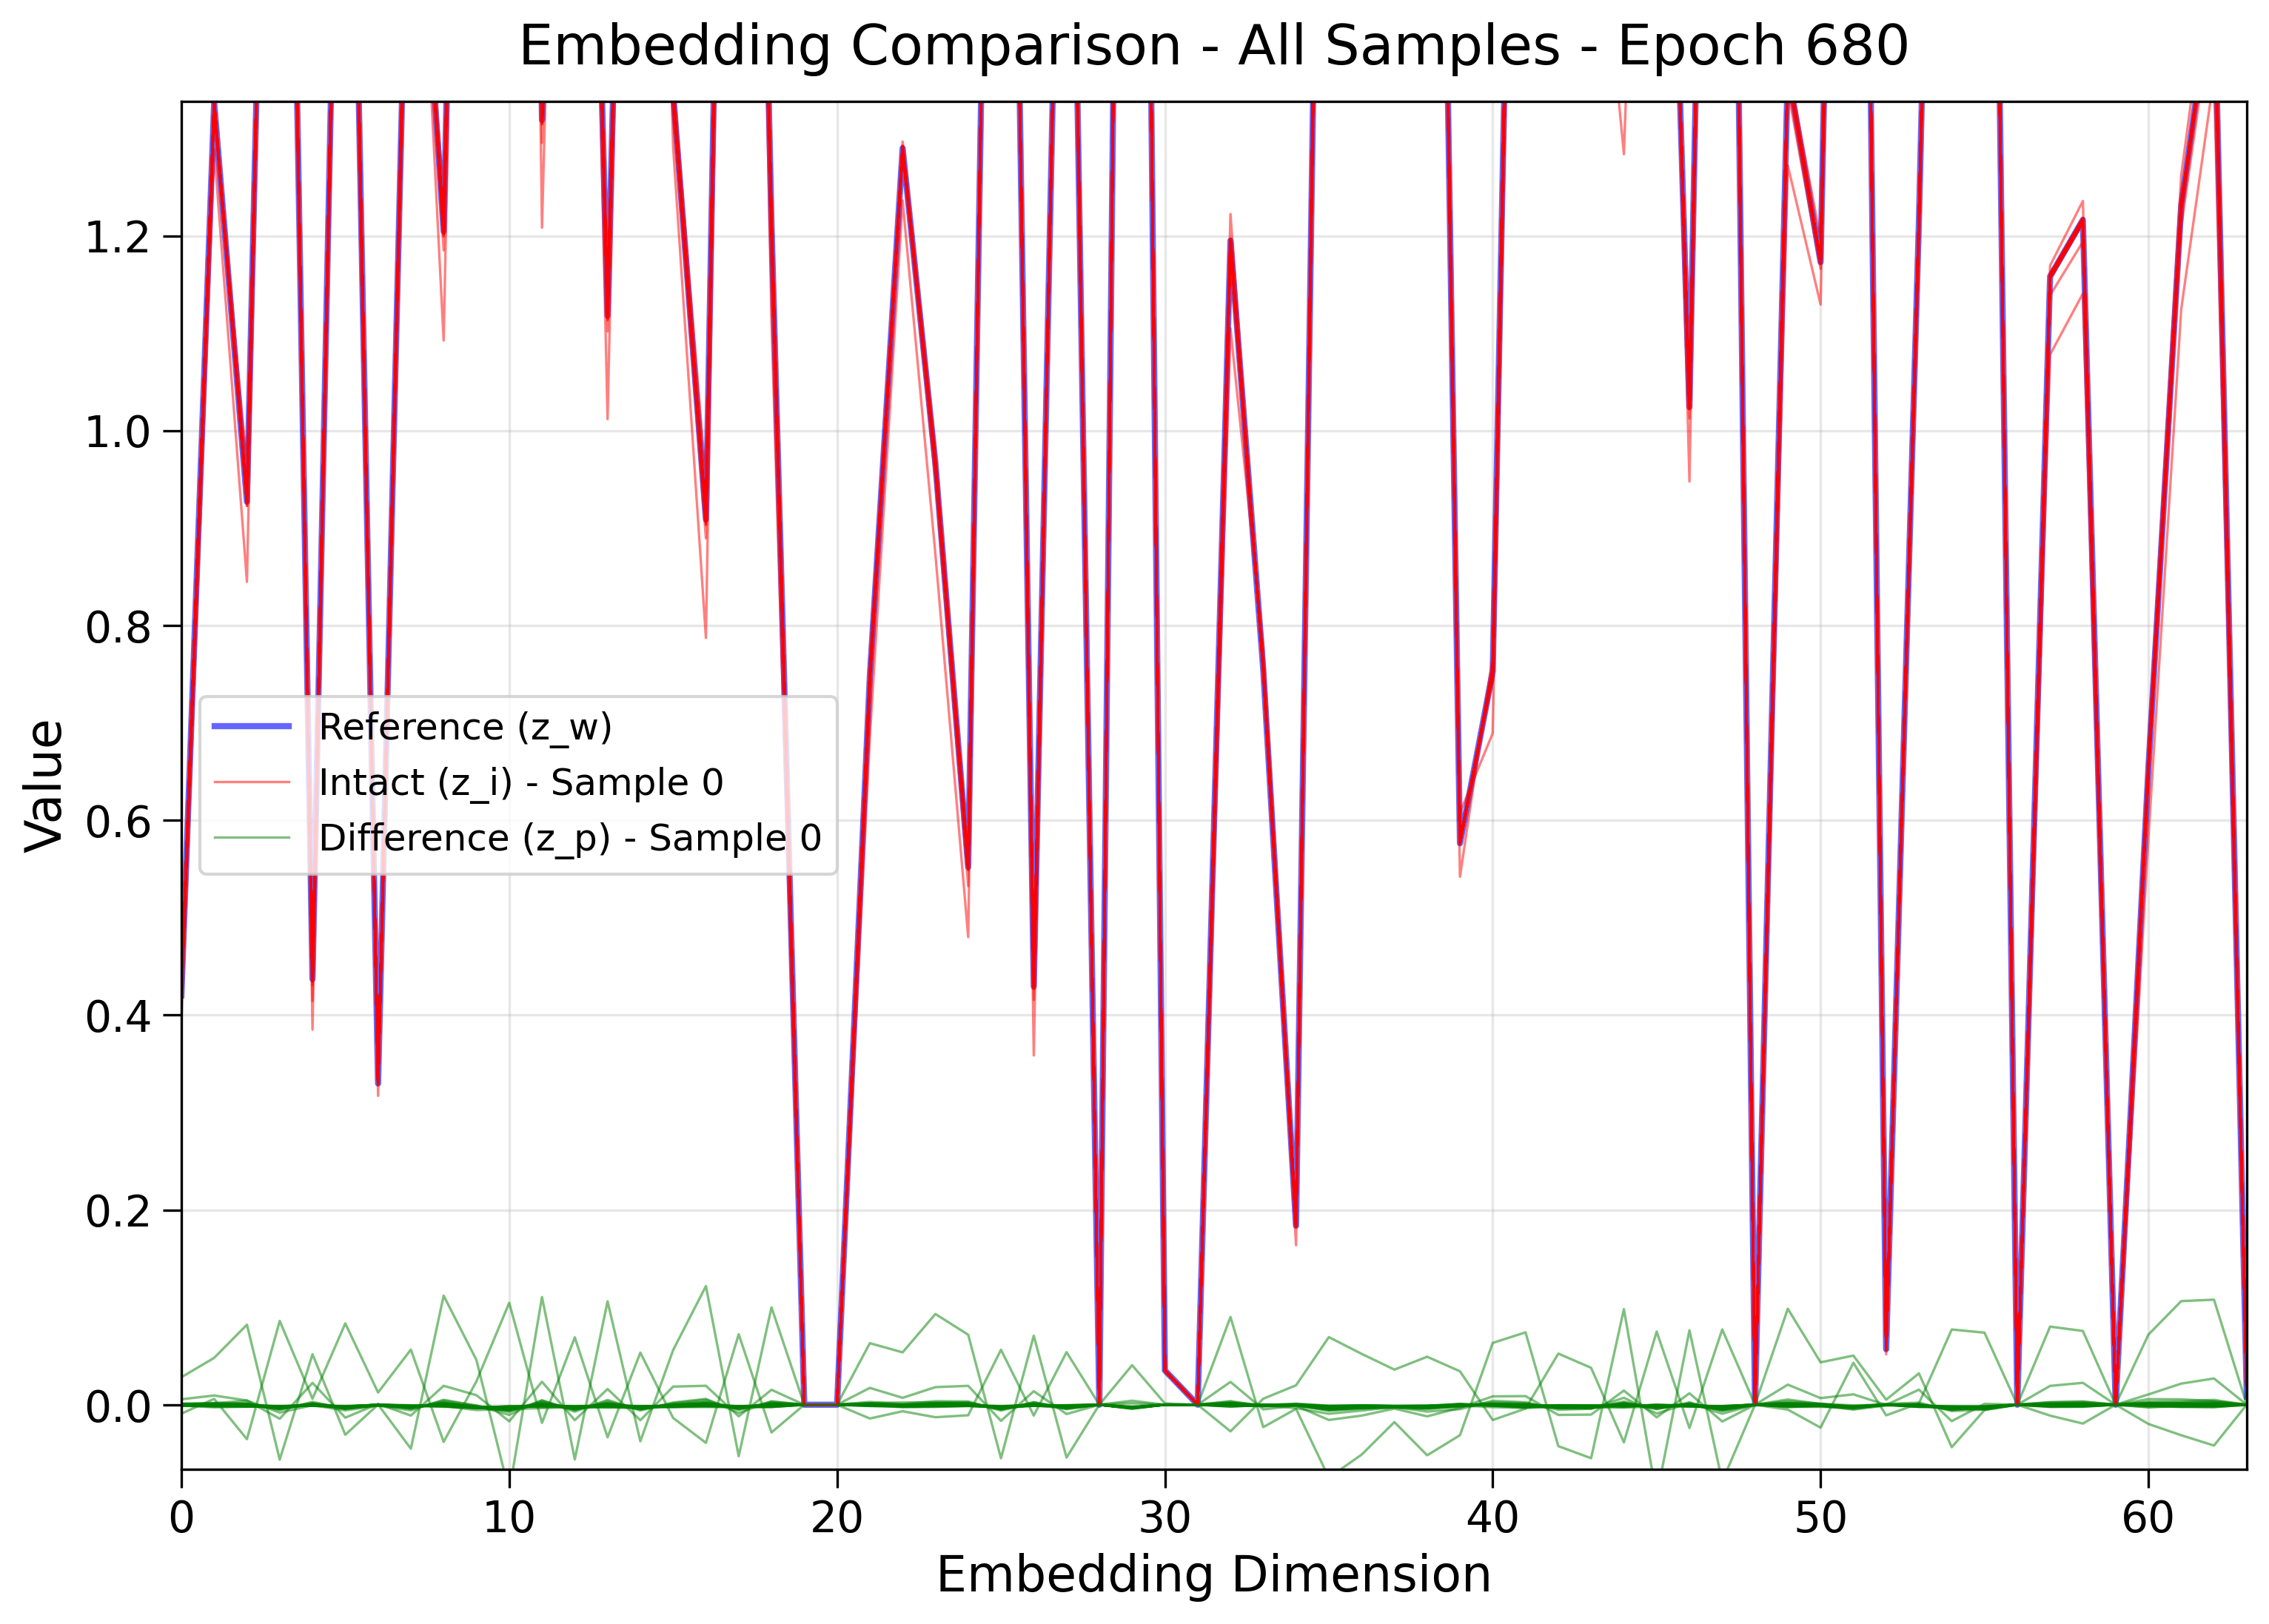 Embedding Comparison - All Samples - Epoch 680
Value
1.2
1.0
0.8
0.6
0.4
0.2
0.0
Reference (z_w)
Intact (z_i) - Sample 0
Difference (z_p) - Sample 0
0 10 20 30 40 50 60
Embedding Dimension